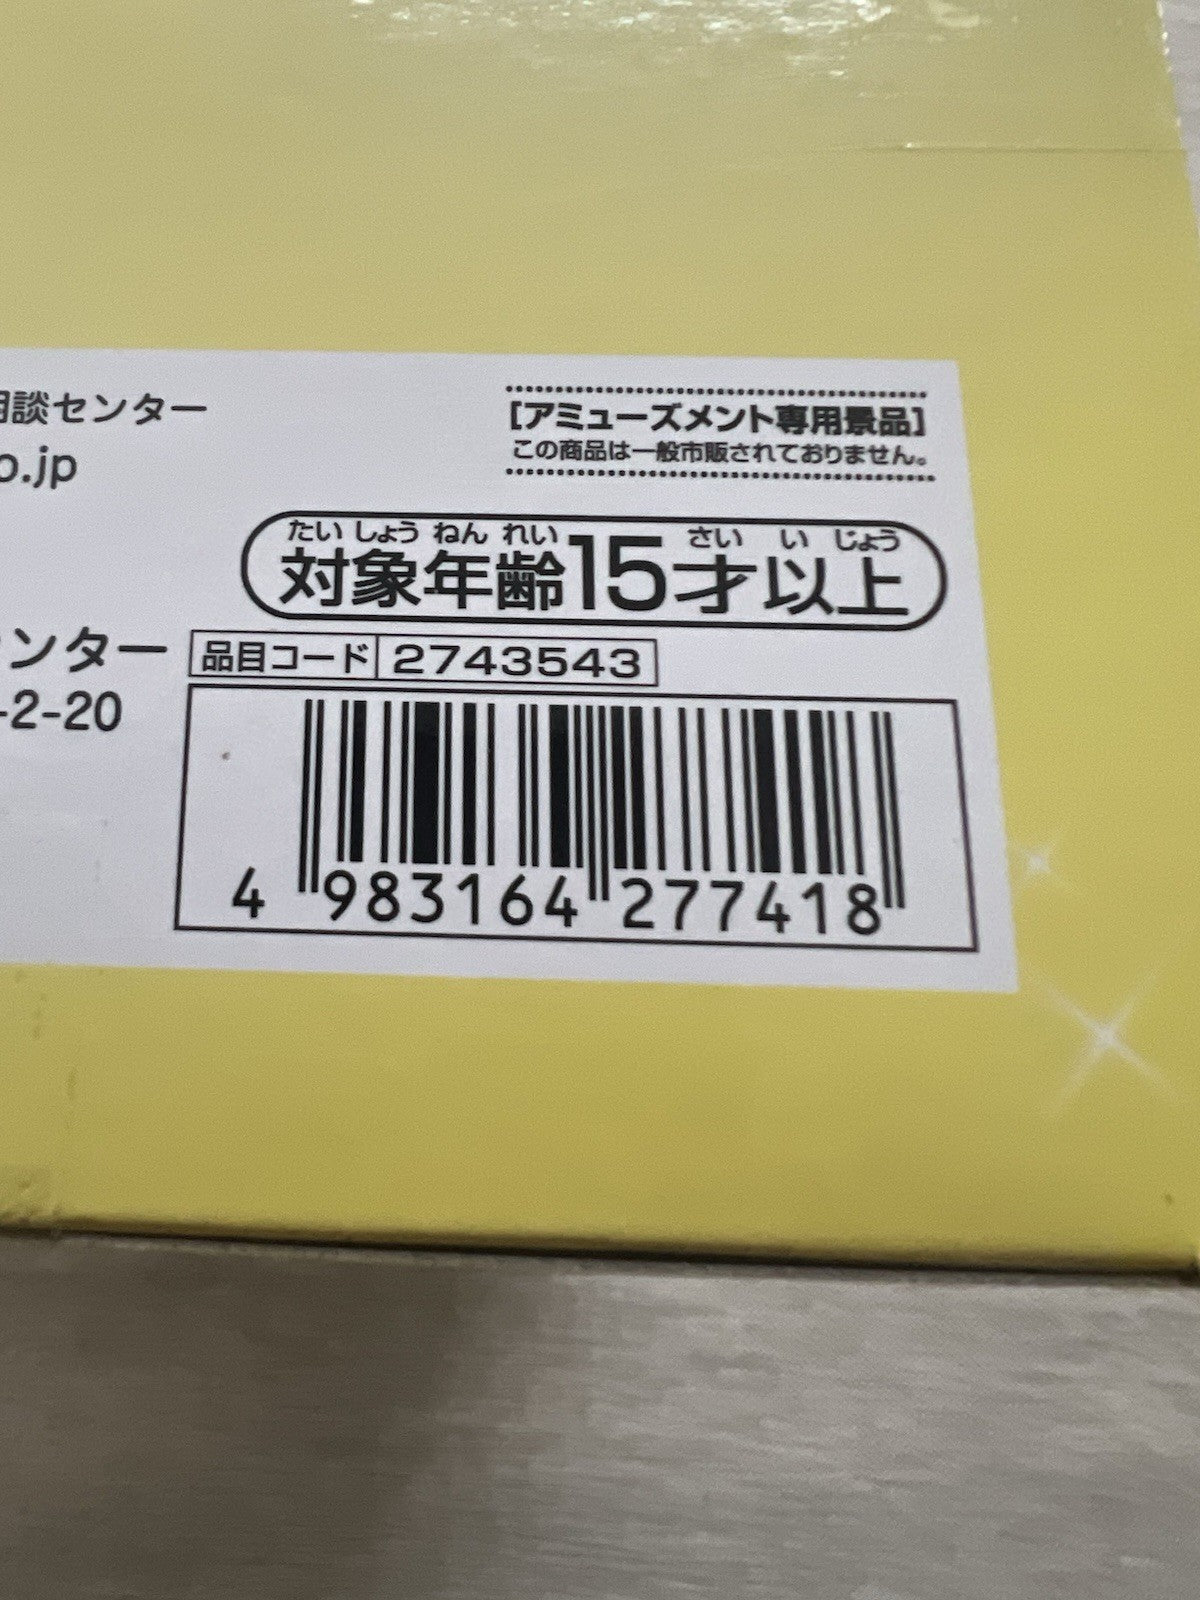 相談センター
o.jp
[アミューズメント専用景品]
この商品は一般市販されておりません。
たい しょう ねん れい さい い じょう
対象年齢15才以上
ンター
-2-20
品目コード 2743543
4 983164 277418